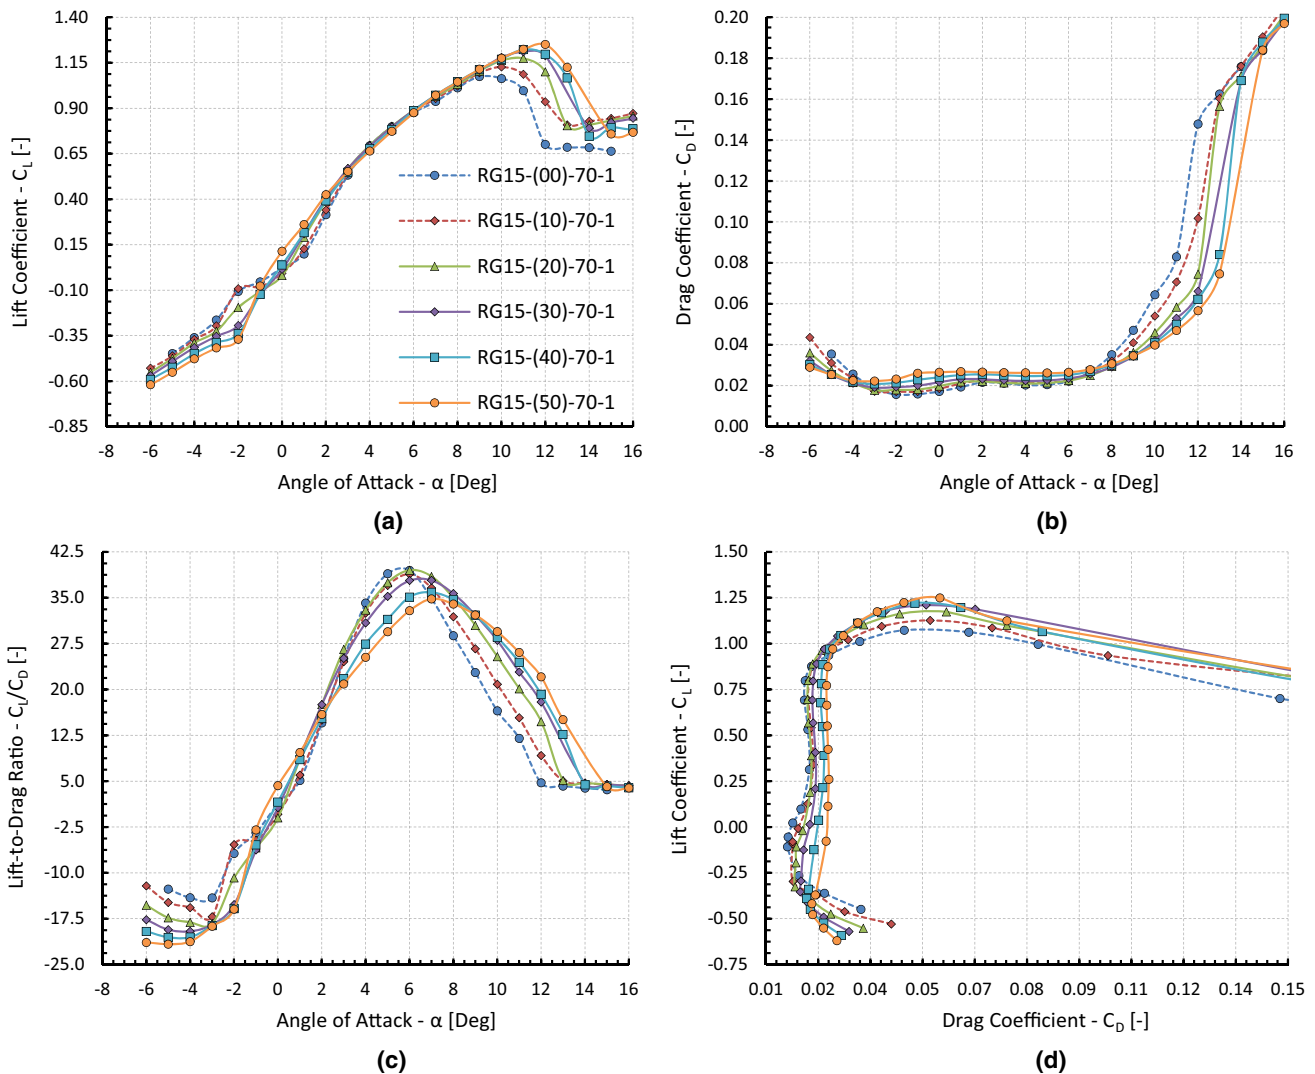 1.40
1.15
0.90
0.65
0.40
0.15
-0.10
-0.35
-0.60
-0.85
Lift Coefficient - C_L [-]
-8 -6 -4 -2 0 2 4 6 8 10 12 14 16
Angle of Attack - α [Deg]
RG15-(00)-70-1
RG15-(10)-70-1
RG15-(20)-70-1
RG15-(30)-70-1
RG15-(40)-70-1
RG15-(50)-70-1
(a)
0.20
0.18
0.16
0.14
0.12
0.10
0.08
0.06
0.04
0.02
0.00
Drag Coefficient - C_D [-]
-8 -6 -4 -2 0 2 4 6 8 10 12 14 16
Angle of Attack - α [Deg]
(b)
42.5
35.0
27.5
20.0
12.5
5.0
-2.5
-10.0
-17.5
-25.0
Lift-to-Drag Ratio - C_L/C_D [-]
-8 -6 -4 -2 0 2 4 6 8 10 12 14 16
Angle of Attack - α [Deg]
(c)
1.50
1.25
1.00
0.75
0.50
0.25
0.00
-0.25
-0.50
-0.75
Lift Coefficient - C_L [-]
0.01 0.02 0.04 0.05 0.07 0.08 0.09 0.11 0.12 0.14 0.15
Drag Coefficient - C_D [-]
(d)